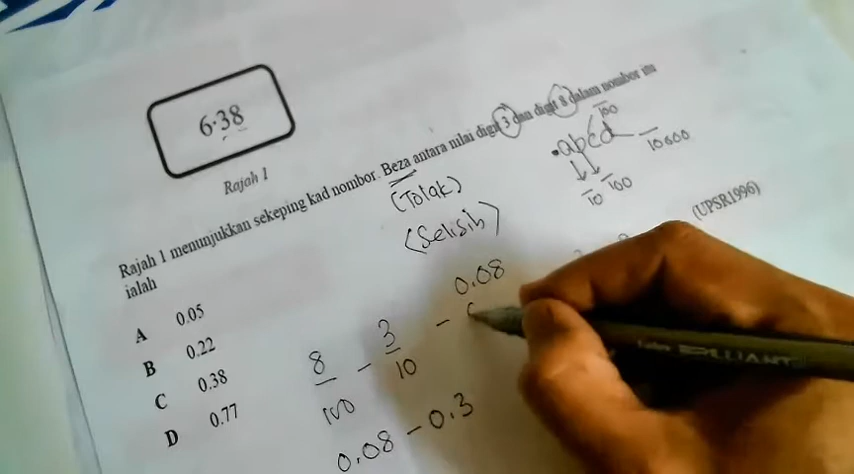 6·38
Rajah 1
Rajah 1 menunjukkan sekeping kad nombor. Beza antara nilai digit 3 dan digit 8 dalam nombor itu
ialah
(Tolak)
(Selisih)
100
.abcd
10000
10 100
(UPSR1996)
A 0.05
B 0.22
C 0.38
D 0.77
8/100 - 3/10
0.08 - 0.3
0.08
-